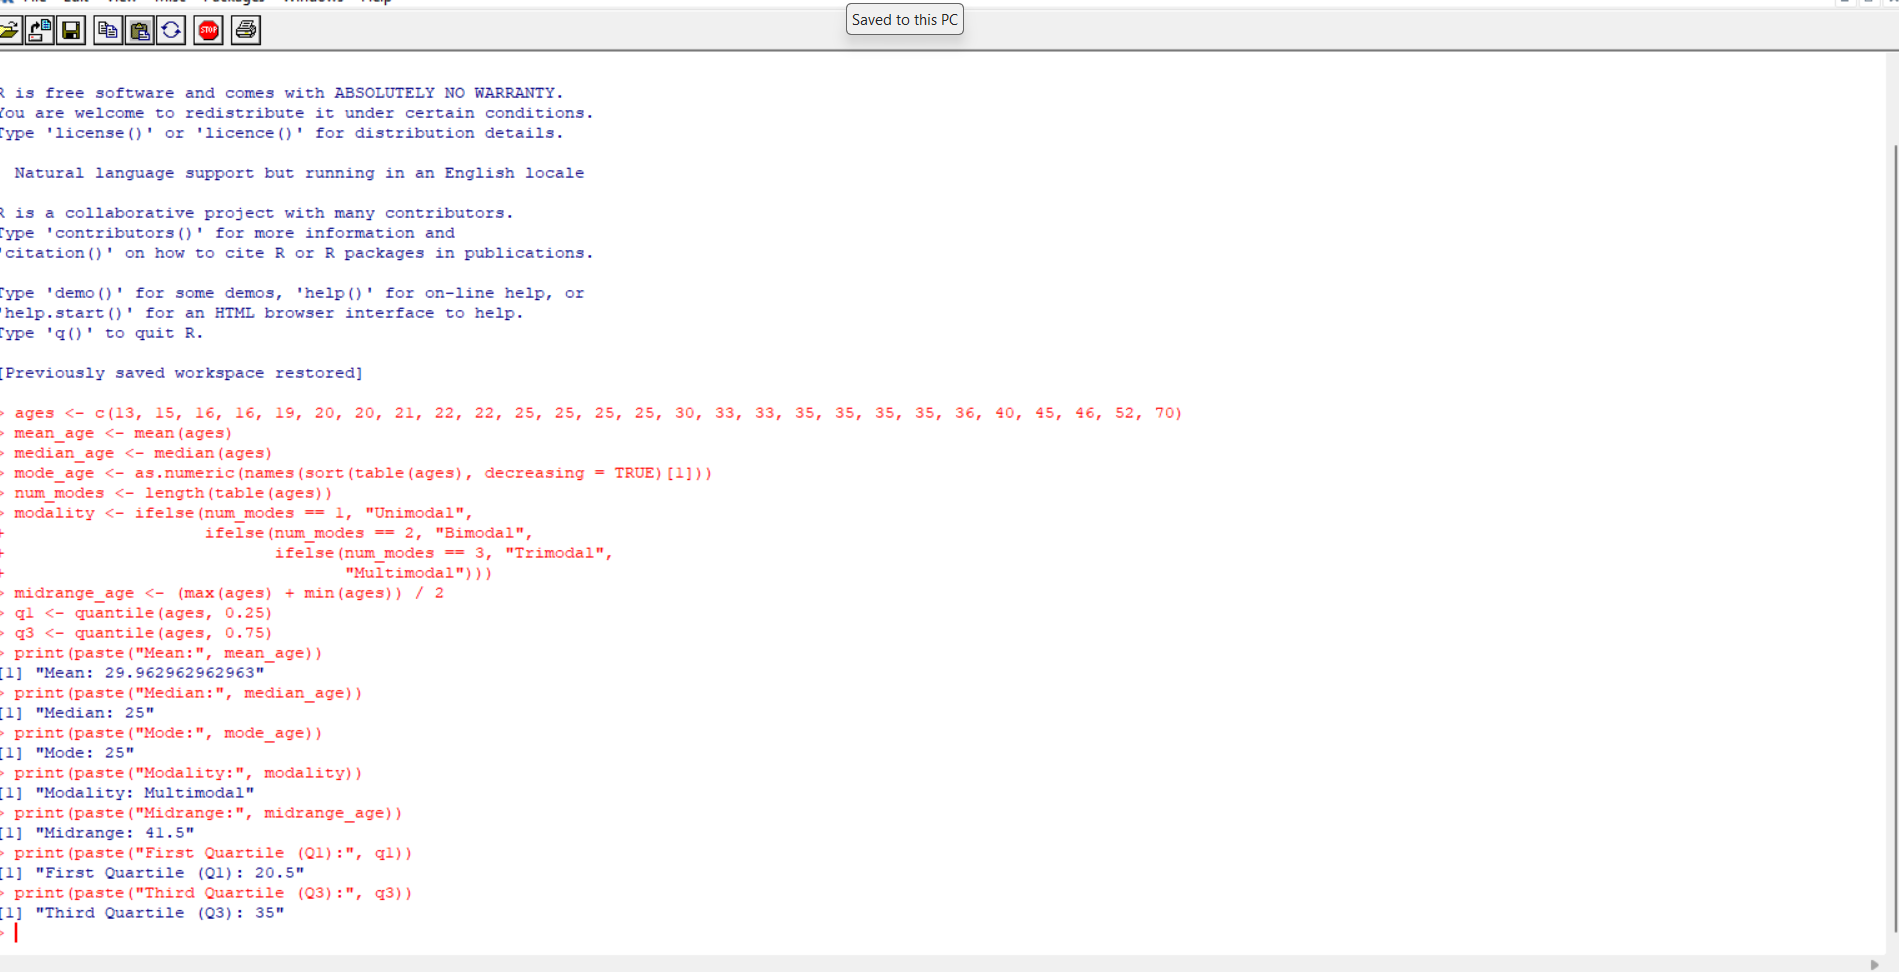 Saved to this PC
STOP
R is free software and comes with ABSOLUTELY NO WARRANTY.
You are welcome to redistribute it under certain conditions.
Type 'license()' or 'licence()' for distribution details.
Natural language support but running in an English locale
R is a collaborative project with many contributors.
Type 'contributors()' for more information and
'citation()' on how to cite R or R packages in publications.
Type 'demo()' for some demos, 'help()' for on-line help, or
'help.start()' for an HTML browser interface to help.
Type 'q()' to quit R.
[Previously saved workspace restored]
> ages <- c(13, 15, 16, 16, 19, 20, 20, 21, 22, 22, 25, 25, 25, 25, 30, 33, 33, 35, 35, 35, 35, 36, 40, 45, 46, 52, 70)
> mean_age <- mean(ages)
> median_age <- median(ages)
> mode_age <- as.numeric(names(sort(table(ages), decreasing = TRUE)[1]))
> num_modes <- length(table(ages))
> modality <- ifelse(num_modes == 1, "Unimodal",
+ ifelse(num_modes == 2, "Bimodal",
+ ifelse(num_modes == 3, "Trimodal",
+ "Multimodal")))
> midrange_age <- (max(ages) + min(ages)) / 2
> q1 <- quantile(ages, 0.25)
> q3 <- quantile(ages, 0.75)
> print(paste("Mean:", mean_age))
[1] "Mean: 29.962962962963"
> print(paste("Median:", median_age))
[1] "Median: 25"
> print(paste("Mode:", mode_age))
[1] "Mode: 25"
> print(paste("Modality:", modality))
[1] "Modality: Multimodal"
> print(paste("Midrange:", midrange_age))
[1] "Midrange: 41.5"
> print(paste("First Quartile (Q1):", q1))
[1] "First Quartile (Q1): 20.5"
> print(paste("Third Quartile (Q3):", q3))
[1] "Third Quartile (Q3): 35"
>